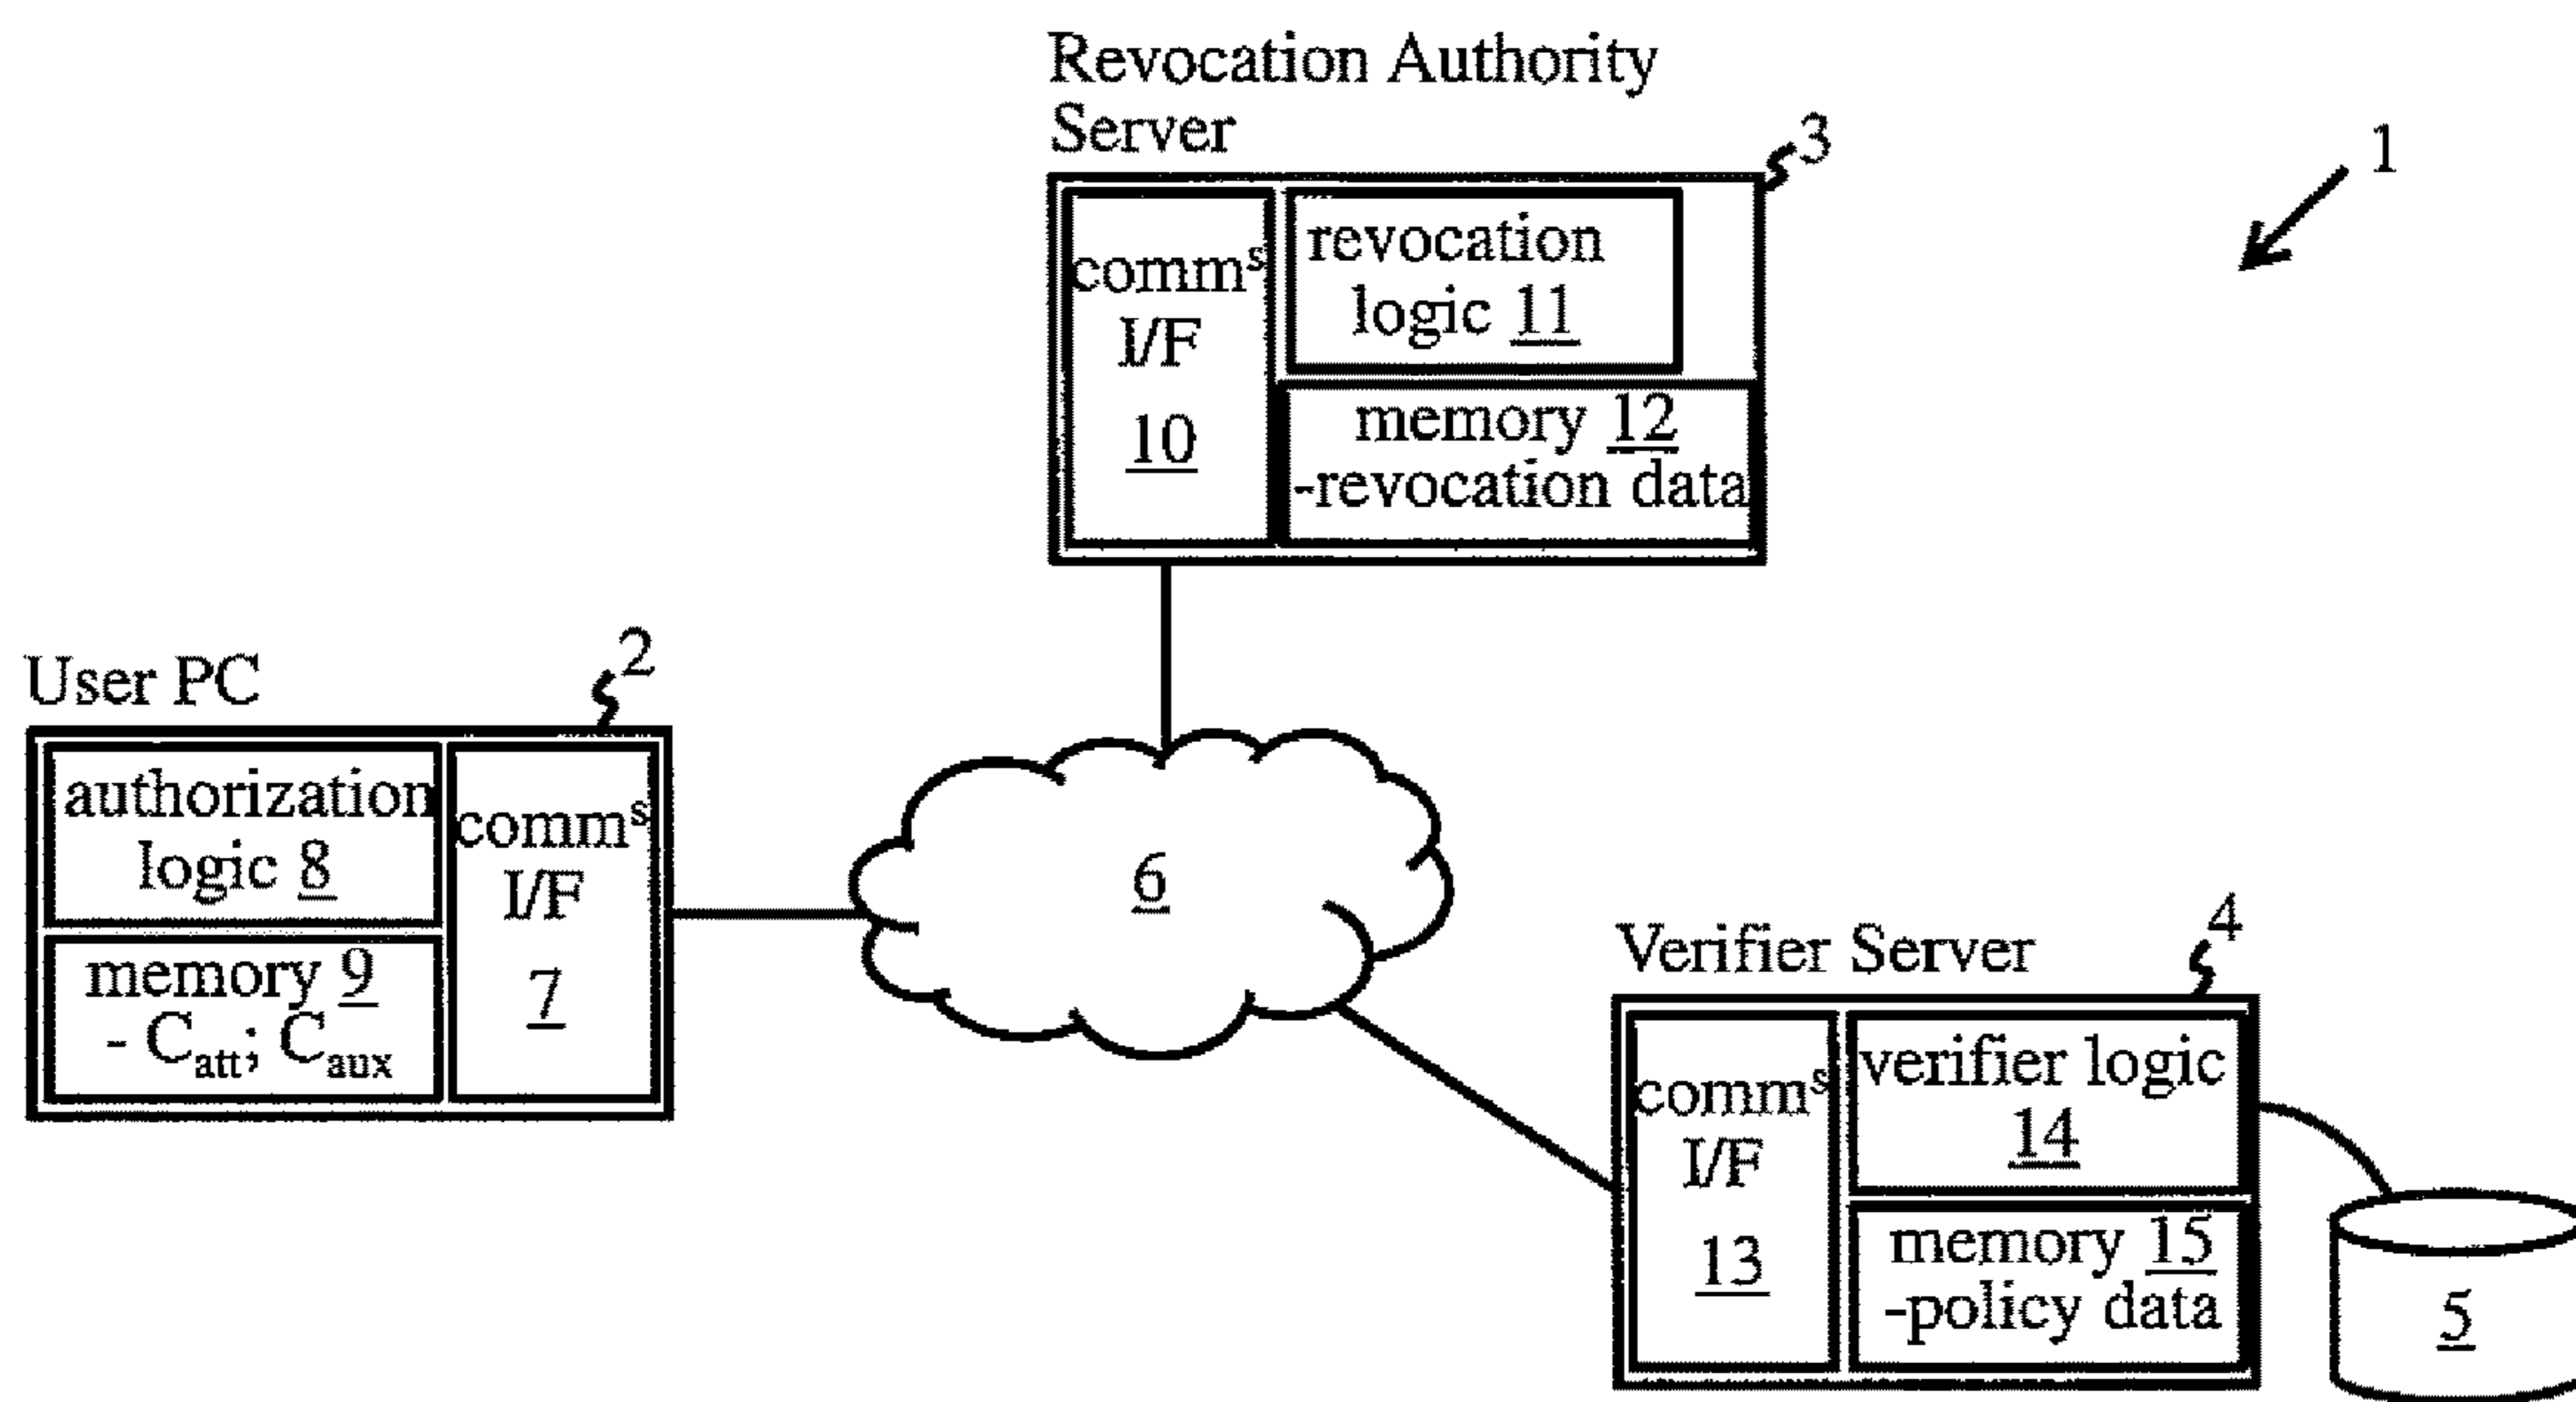 Revocation Authority
Server
3
1
commˢ
I/F
10
revocation
logic 11
memory 12
-revocation data
User PC
2
authorization
logic 8
memory 9
- Cₐₜₜ; Cₐᵤₓ
commˢ
I/F
7
6
Verifier Server
4
commˢ
I/F
13
verifier logic
14
memory 15
-policy data
5